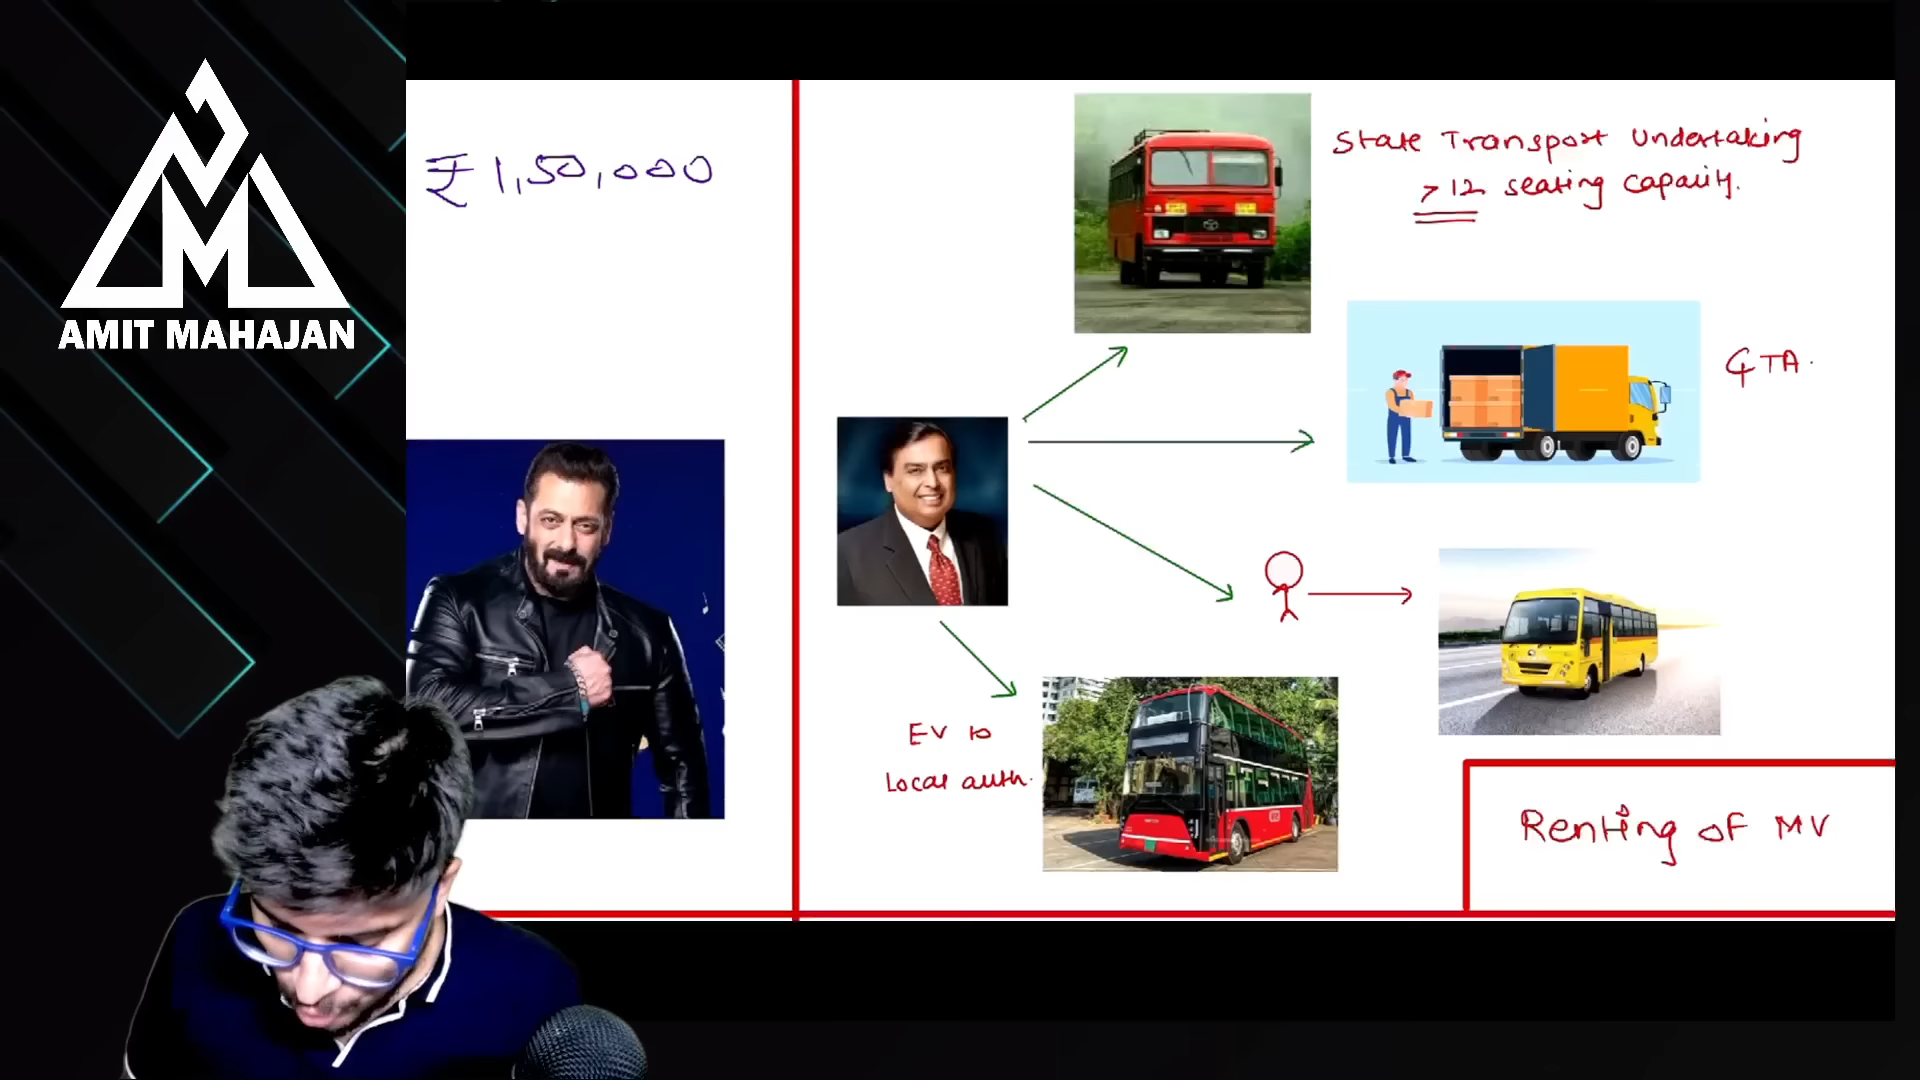 AMIT MAHAJAN
₹ 1,50,000
State Transport Undertaking
> 12 seating capacity.
GTA.
EV to
Local auth.
Renting of MV